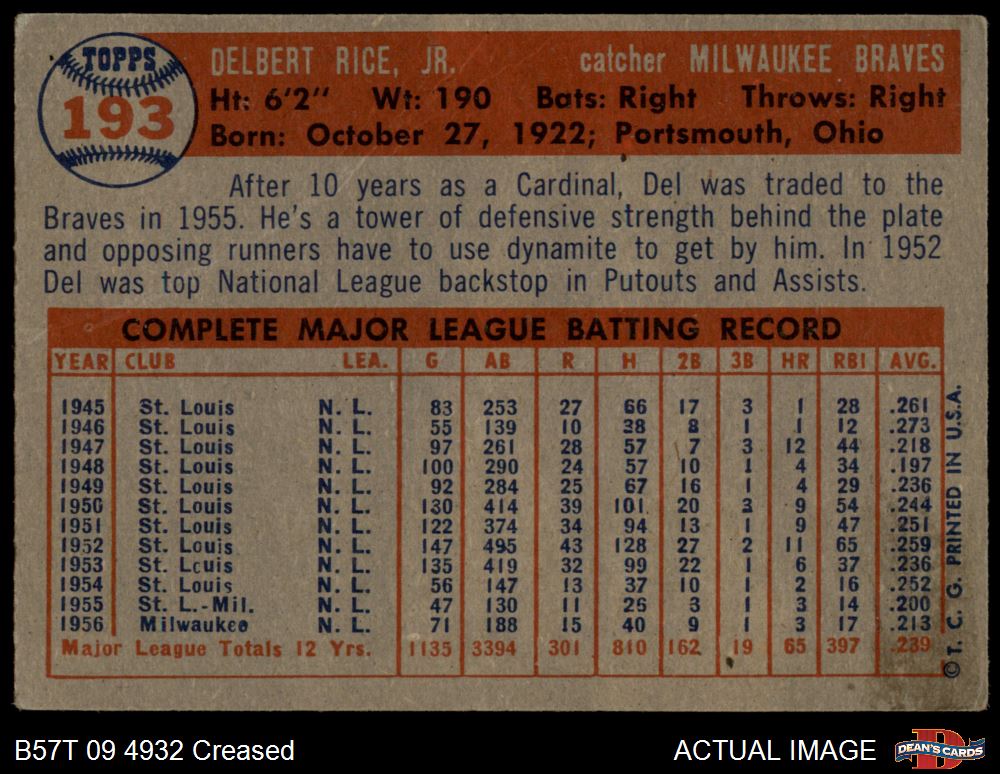 TOPPS
193
DELBERT RICE, JR. catcher MILWAUKEE BRAVES
Ht: 6'2" Wt: 190 Bats: Right Throws: Right
Born: October 27, 1922; Portsmouth, Ohio
After 10 years as a Cardinal, Del was traded to the
Braves in 1955. He's a tower of defensive strength behind the plate
and opposing runners have to use dynamite to get by him. In 1952
Del was top National League backstop in Putouts and Assists.
COMPLETE MAJOR LEAGUE BATTING RECORD
YEAR CLUB LEA. G AB R H 2B 3B HR RBI AVG.
1945 St. Louis N. L. 83 253 27 66 17 3 1 28 .261
1946 St. Louis N. L. 55 139 10 38 8 1 1 12 .273
1947 St. Louis N. L. 97 261 28 57 7 3 12 44 .218
1948 St. Louis N. L. 100 290 24 57 10 1 4 34 .197
1949 St. Louis N. L. 92 284 25 67 16 1 4 29 .236
1950 St. Louis N. L. 130 414 39 101 20 3 9 54 .244
1951 St. Louis N. L. 122 374 34 94 13 1 9 47 .251
1952 St. Louis N. L. 147 495 43 128 27 2 11 65 .259
1953 St. Louis N. L. 135 419 32 99 22 1 6 37 .236
1954 St. Louis N. L. 56 147 13 37 10 1 2 16 .252
1955 St. L.-Mil. N. L. 47 130 11 26 3 1 3 14 .200
1956 Milwaukee N. L. 71 188 15 40 9 1 3 17 .213
Major League Totals 12 Yrs. 1135 3394 301 810 162 19 65 397 .239
© T. C. G. PRINTED IN U.S.A.
B57T 09 4932 Creased ACTUAL IMAGE
DEAN'S CARDS